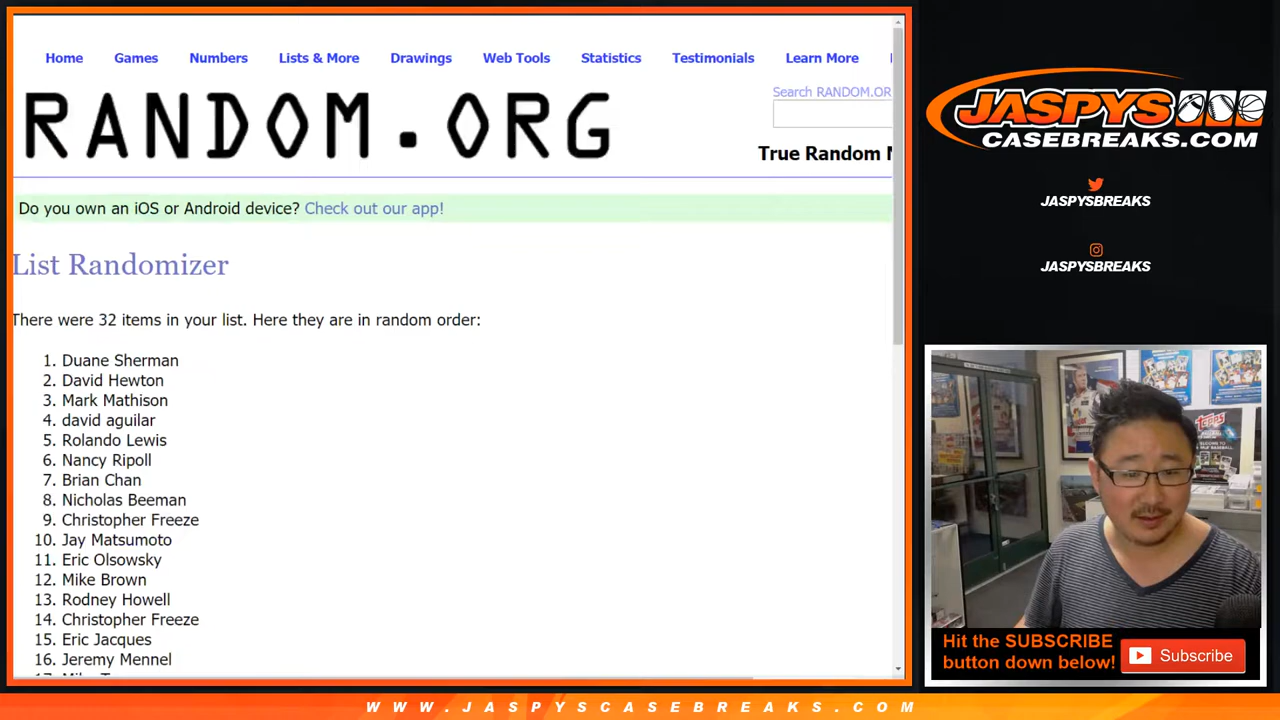 Home Games Numbers Lists & More Drawings Web Tools Statistics Testimonials Learn More
RANDOM.ORG
Search RANDOM.OR
True Random N
Do you own an iOS or Android device? Check out our app!
List Randomizer
There were 32 items in your list. Here they are in random order:
1. Duane Sherman
2. David Hewton
3. Mark Mathison
4. david aguilar
5. Rolando Lewis
6. Nancy Ripoll
7. Brian Chan
8. Nicholas Beeman
9. Christopher Freeze
10. Jay Matsumoto
11. Eric Olsowsky
12. Mike Brown
13. Rodney Howell
14. Christopher Freeze
15. Eric Jacques
16. Jeremy Mennel
JASPYS
CASEBREAKS.COM
JASPYSBREAKS
JASPYSBREAKS
TOPPS
Hit the SUBSCRIBE
button down below!
Subscribe
WWW.JASPYSCASEBREAKS.COM